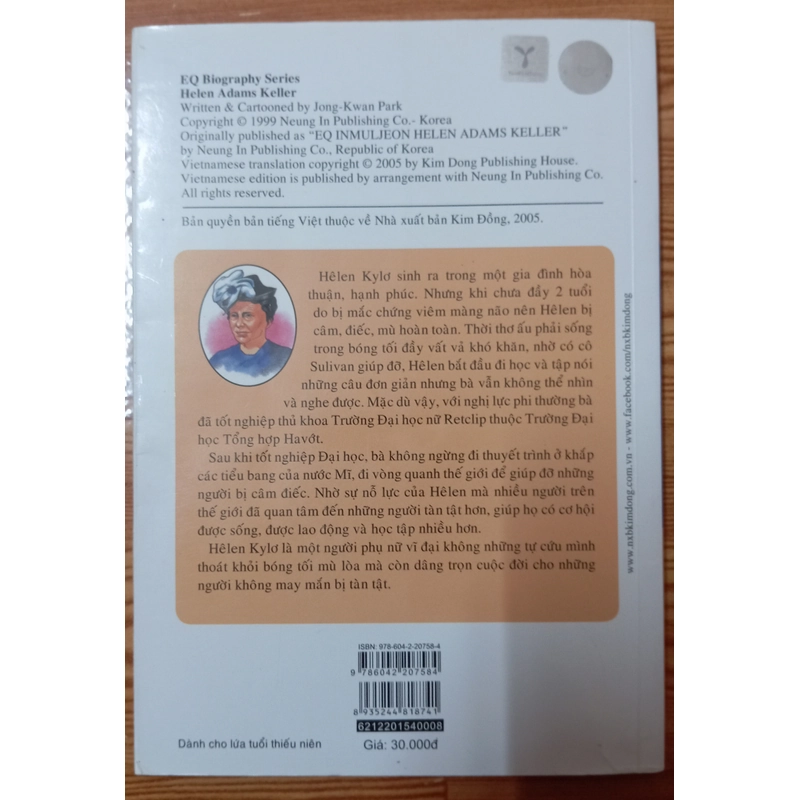 EQ Biography Series
Helen Adams Keller
Written & Cartooned by Jong-Kwan Park
Copyright © 1999 Neung In Publishing Co.- Korea
Originally published as "EQ INMULJEON HELEN ADAMS KELLER"
by Neung In Publishing Co., Republic of Korea
Vietnamese translation copyright © 2005 by Kim Dong Publishing House.
Vietnamese edition is published by arrangement with Neung In Publishing Co.
All rights reserved.
Bản quyền bản tiếng Việt thuộc về Nhà xuất bản Kim Đồng, 2005.
Hêlen Kylơ sinh ra trong một gia đình hòa
thuận, hạnh phúc. Nhưng khi chưa đầy 2 tuổi
do bị mắc chứng viêm màng não nên Hêlen bị
câm, điếc, mù hoàn toàn. Thời thơ ấu phải sống
trong bóng tối đầy vất vả khó khăn, nhờ có cô
Sulivan giúp đỡ, Hêlen bắt đầu đi học và tập nói
những câu đơn giản nhưng bà vẫn không thể nhìn
và nghe được. Mặc dù vậy, với nghị lực phi thường bà
đã tốt nghiệp thủ khoa Trường Đại học nữ Retclip thuộc Trường Đại
học Tổng hợp Havớt.
Sau khi tốt nghiệp Đại học, bà không ngừng đi thuyết trình ở khắp
các tiểu bang của nước Mĩ, đi vòng quanh thế giới để giúp đỡ những
người bị câm điếc. Nhờ sự nỗ lực của Hêlen mà nhiều người trên
thế giới đã quan tâm đến những người tàn tật hơn, giúp họ có cơ hội
được sống, được lao động và học tập nhiều hơn.
Hêlen Kylơ là một người phụ nữ vĩ đại không những tự cứu mình
thoát khỏi bóng tối mù lòa mà còn dâng trọn cuộc đời cho những
người không may mắn bị tàn tật.
www.nxbkimdong.com.vn - www.facebook.com/nxbkimdong
ISBN: 978-604-2-20758-4
9 786042 207584
8 935244 818741
6212201540008
Dành cho lứa tuổi thiếu niên
Giá: 30.000đ